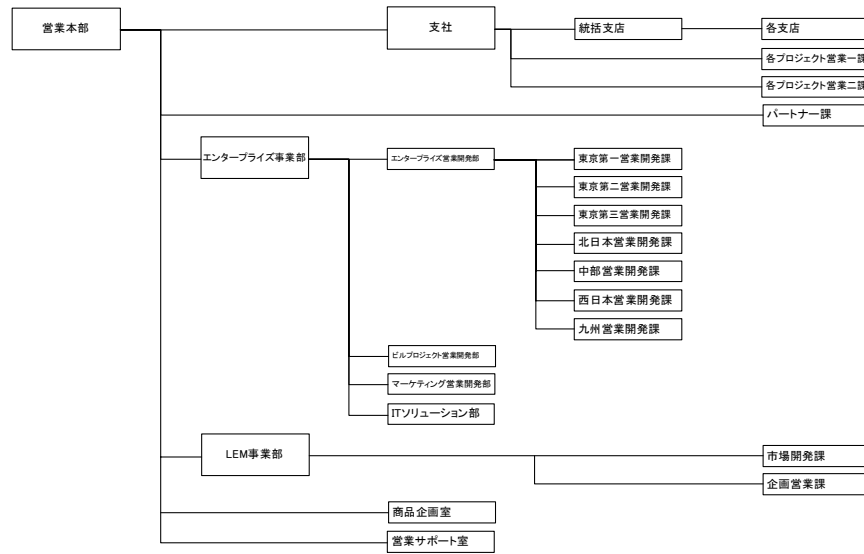 営業本部
支社
統括支店
各支店
各プロジェクト営業一課
各プロジェクト営業二課
パートナー課
エンタープライズ事業部
エンタープライズ営業開発部
東京第一営業開発課
東京第二営業開発課
東京第三営業開発課
北日本営業開発課
中部営業開発課
西日本営業開発課
九州営業開発課
ビルプロジェクト営業開発部
マーケティング営業開発部
ITソリューション部
LEM事業部
市場開発課
企画営業課
商品企画室
営業サポート室